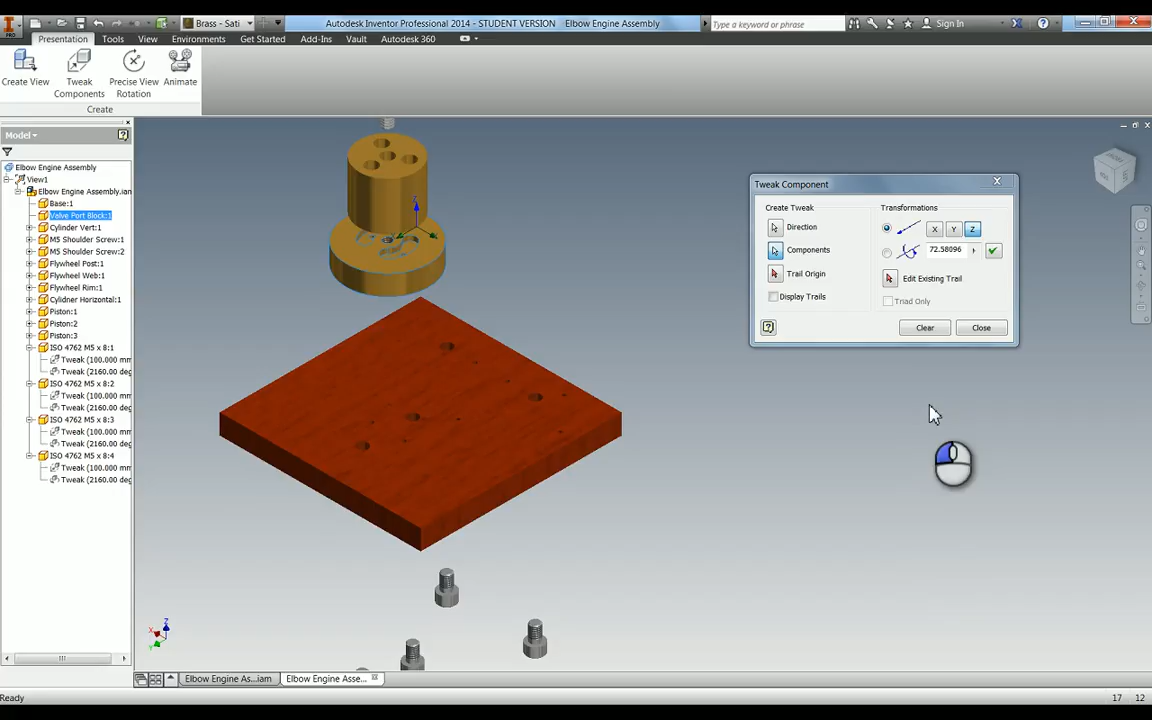 Brass - Sati
Autodesk Inventor Professional 2014 - STUDENT VERSION Elbow Engine Assembly
Type a keyword or phrase
Sign In
PRO
Presentation Tools View Environments Get Started Add-Ins Vault Autodesk 360
Create View
Tweak Components
Precise View Rotation
Animate
Create
Model
Elbow Engine Assembly
View1
Elbow Engine Assembly.ian
Base:1
Valve Port Block:1
Cylinder Vert:1
M5 Shoulder Screw:1
M5 Shoulder Screw:2
Flywheel Post:1
Flywheel Web:1
Flywheel Rim:1
Cylidner Horizontal:1
Piston:1
Piston:2
Piston:3
ISO 4762 M5 x 8:1
Tweak (100.000 mm
Tweak (2160.00 deg
ISO 4762 M5 x 8:2
Tweak (100.000 mm
Tweak (2160.00 deg
ISO 4762 M5 x 8:3
Tweak (100.000 mm
Tweak (2160.00 deg
ISO 4762 M5 x 8:4
Tweak (100.000 mm
Tweak (2160.00 deg
Tweak Component
Create Tweak
Direction
Components
Trail Origin
Display Trails
Transformations
X Y Z
72.58096
Edit Existing Trail
Triad Only
Clear
Close
Z
X
Y
Elbow Engine As...iam
Elbow Engine Asse...
Ready
17 12